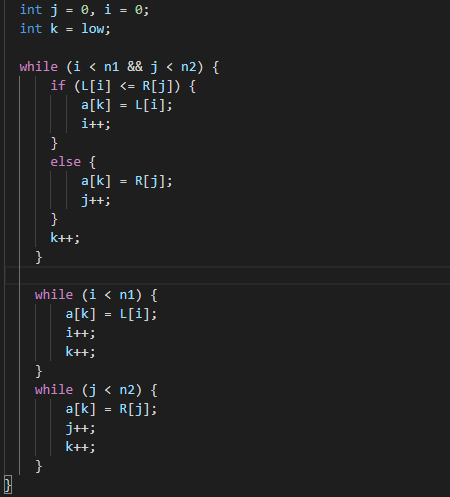 int j = 0, i = 0;
int k = low;
while (i < n1 && j < n2) {
if (L[i] <= R[j]) {
a[k] = L[i];
i++;
}
else {
a[k] = R[j];
j++;
}
k++;
}
while (i < n1) {
a[k] = L[i];
i++;
k++;
}
while (j < n2) {
a[k] = R[j];
j++;
k++;
}
}